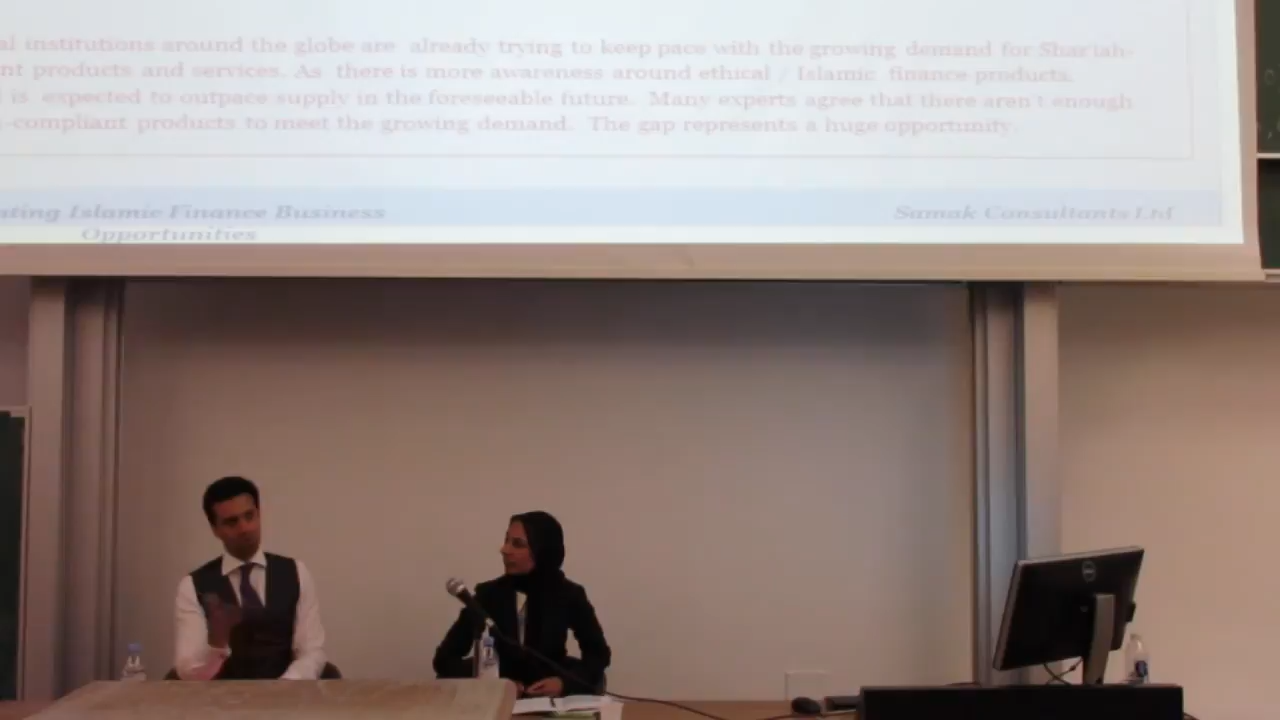 al institutions around the globe are already trying to keep pace with the growing demand for Shar'iah-
nt products and services. As there is more awareness around ethical / Islamic finance products,
l is expected to outpace supply in the foreseeable future. Many experts agree that there aren't enough
-compliant products to meet the growing demand. The gap represents a huge opportunity.
ating Islamic Finance Business
Opportunities
Samak Consultants Ltd
DELL